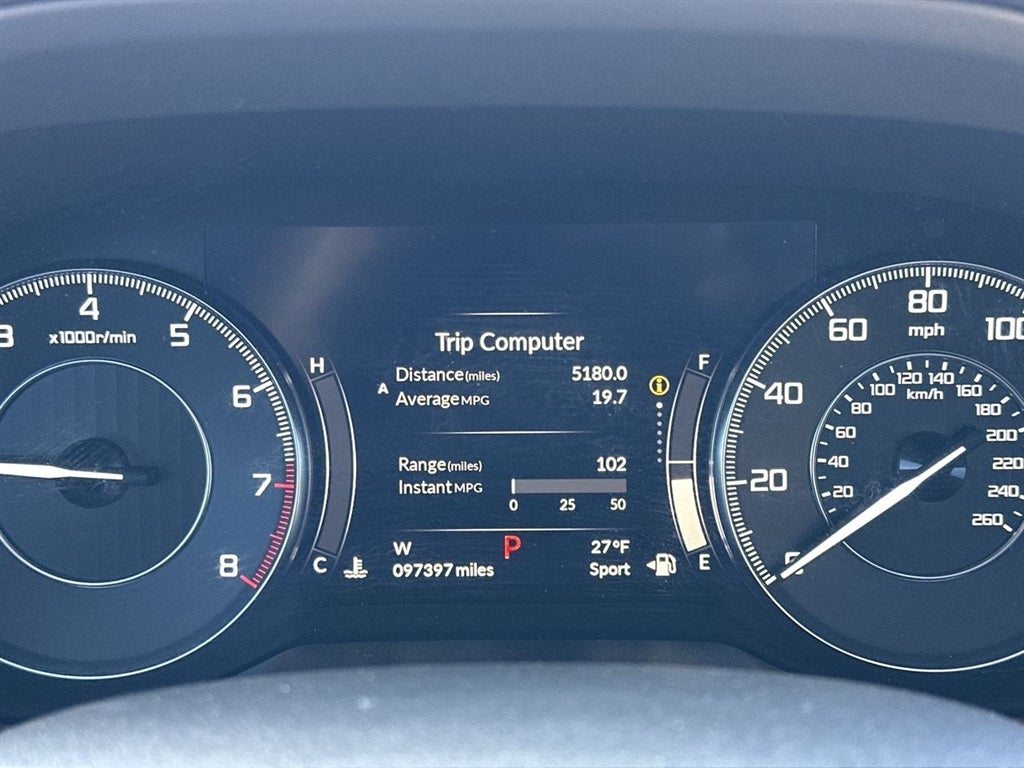 3
4
5
6
7
8
x1000r/min
H
C
Trip Computer
A
Distance(miles) 5180.0
Average MPG 19.7
Range(miles) 102
Instant MPG
0 25 50
W P 27°F
097397 miles Sport
F
E
20
40
60
80
100
mph
km/h
20
40
60
80
100
120
140
160
180
200
220
240
260